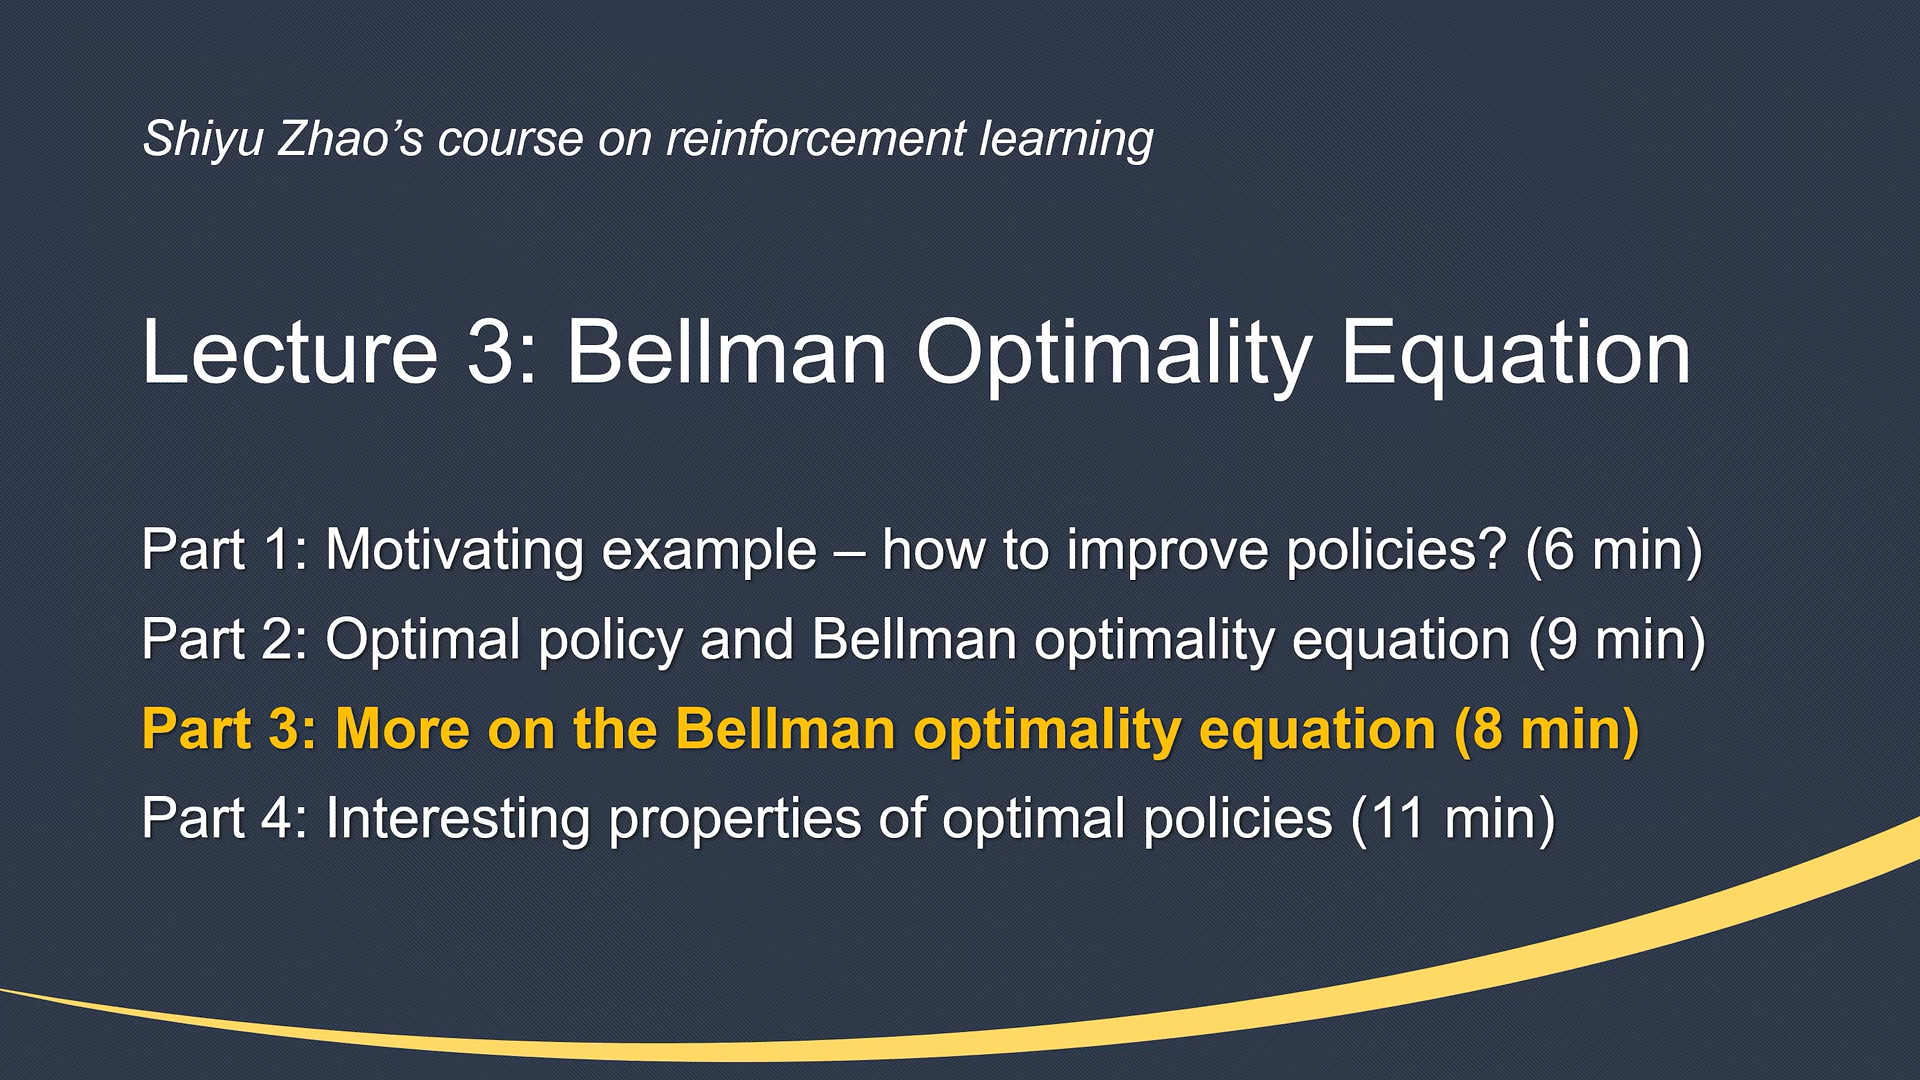 Shiyu Zhao’s course on reinforcement learning
Lecture 3: Bellman Optimality Equation
Part 1: Motivating example – how to improve policies? (6 min)
Part 2: Optimal policy and Bellman optimality equation (9 min)
Part 3: More on the Bellman optimality equation (8 min)
Part 4: Interesting properties of optimal policies (11 min)